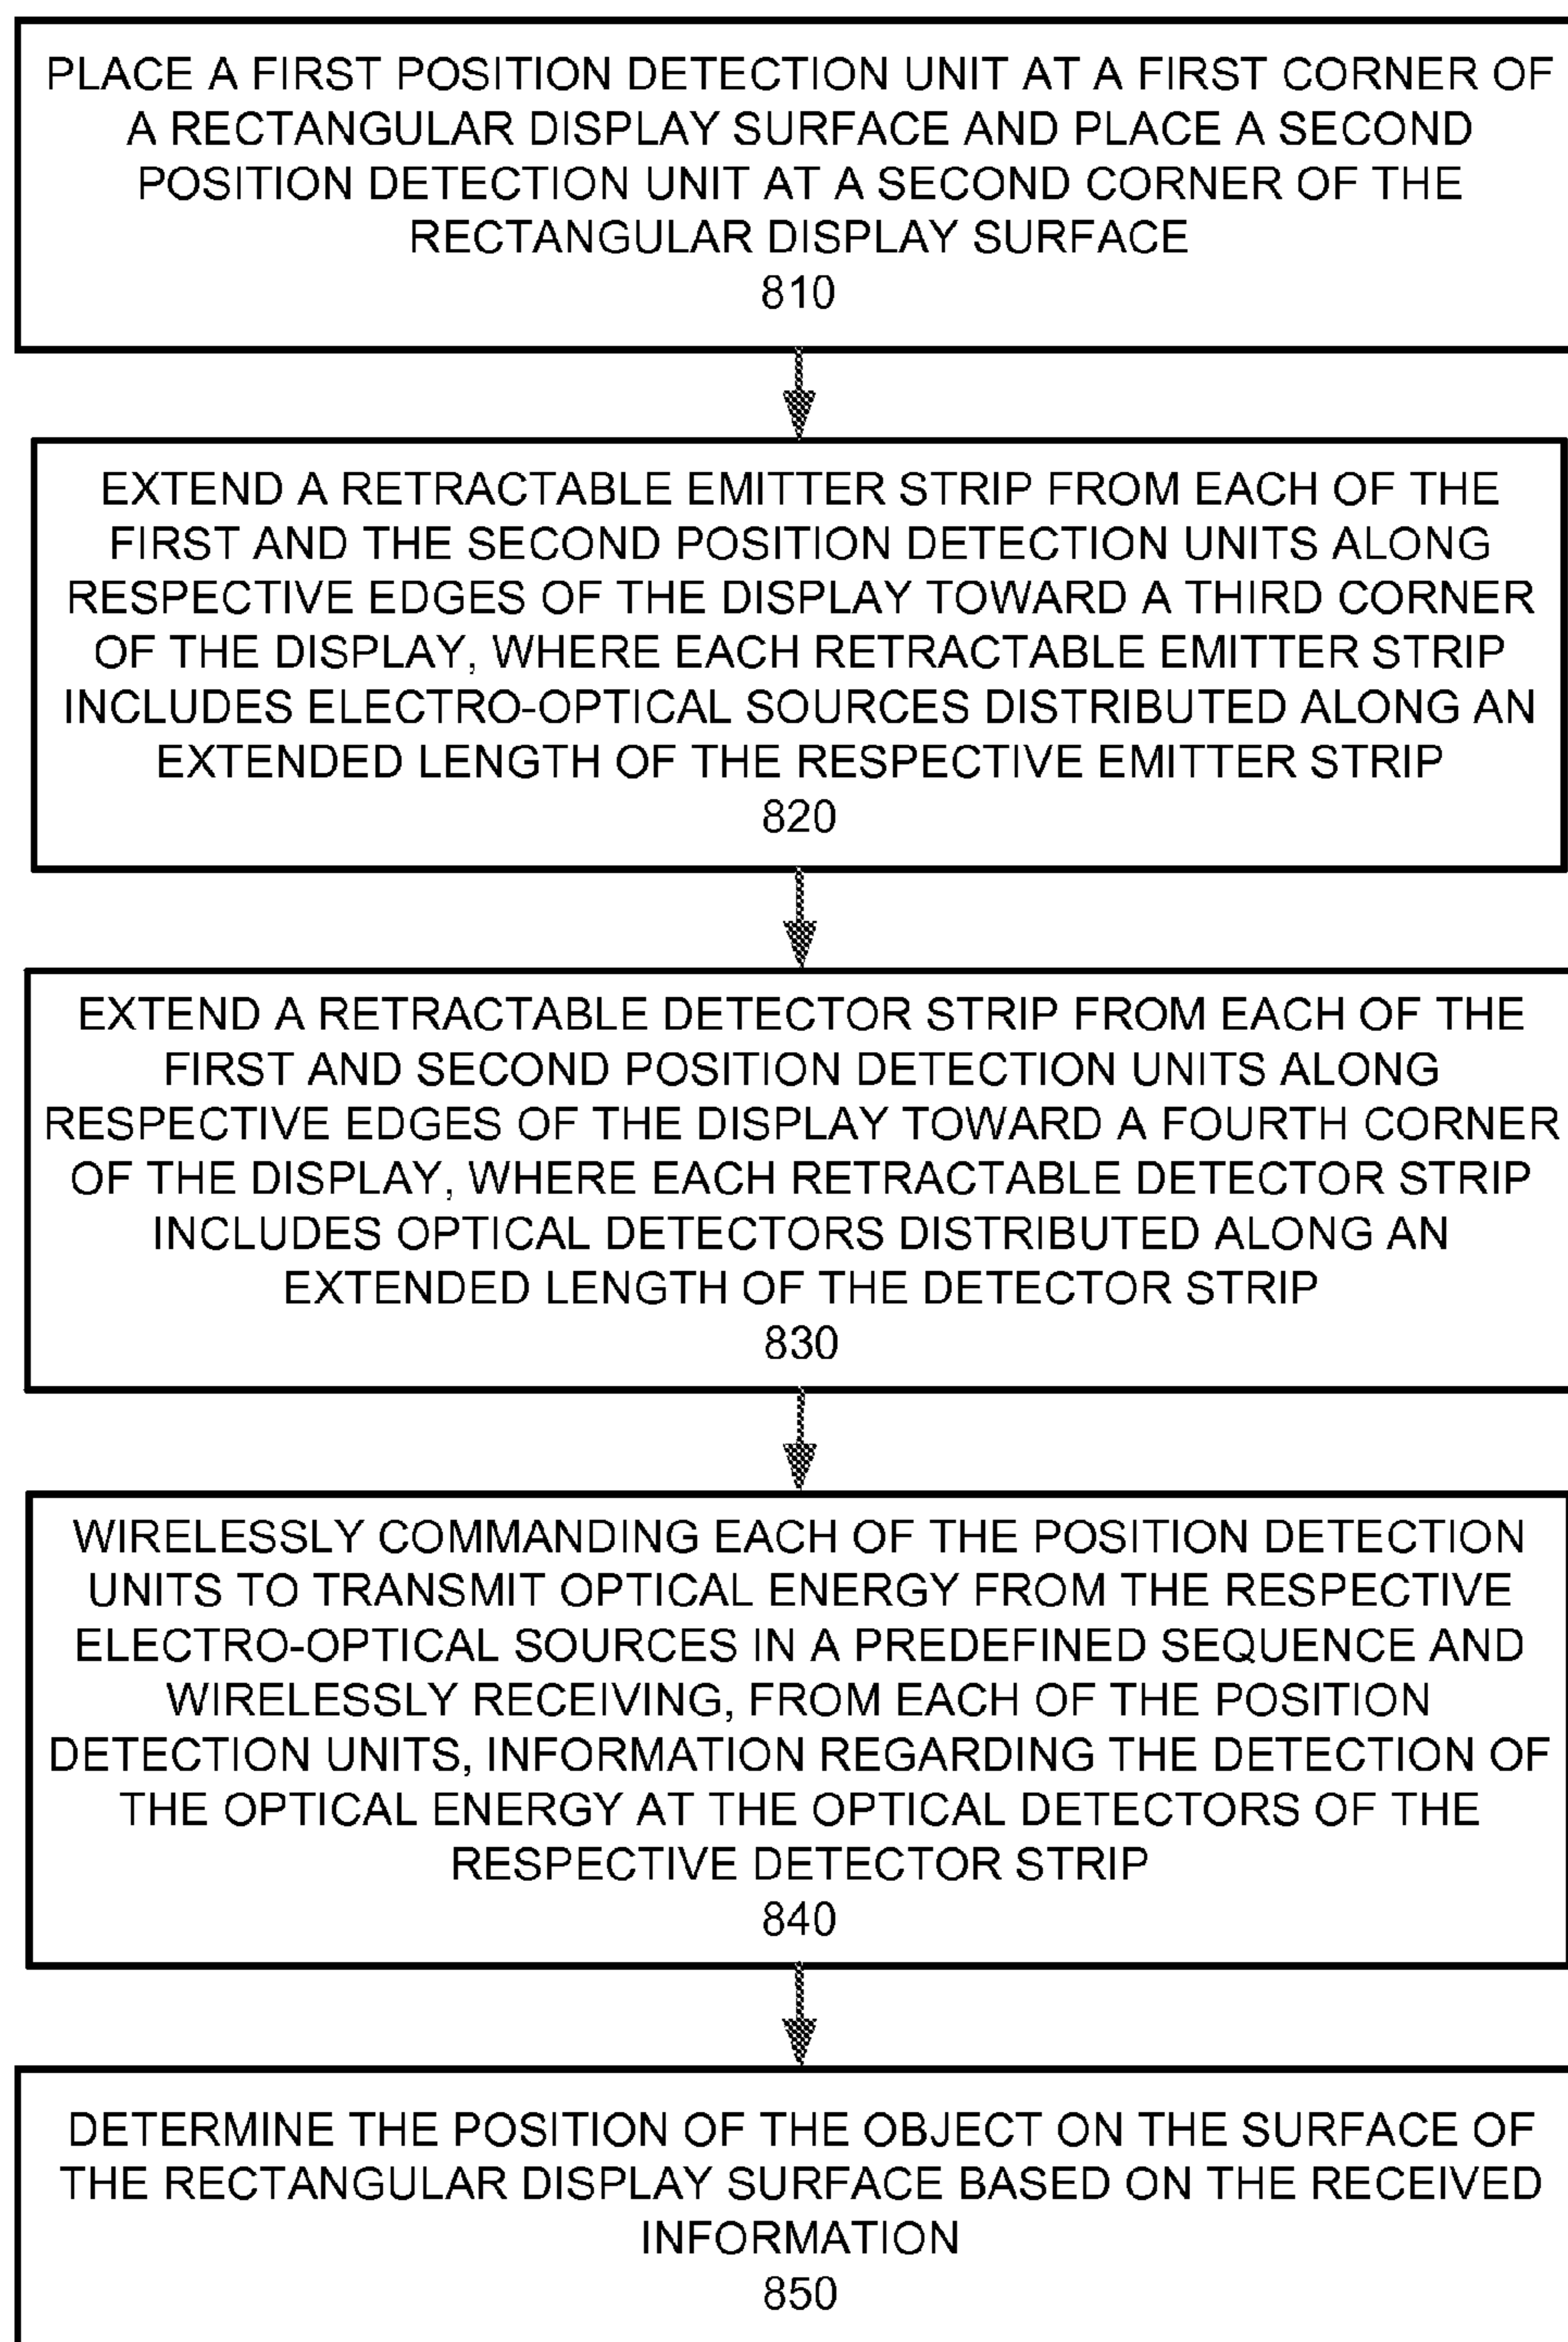 PLACE A FIRST POSITION DETECTION UNIT AT A FIRST CORNER OF
A RECTANGULAR DISPLAY SURFACE AND PLACE A SECOND
POSITION DETECTION UNIT AT A SECOND CORNER OF THE
RECTANGULAR DISPLAY SURFACE
810
EXTEND A RETRACTABLE EMITTER STRIP FROM EACH OF THE
FIRST AND THE SECOND POSITION DETECTION UNITS ALONG
RESPECTIVE EDGES OF THE DISPLAY TOWARD A THIRD CORNER
OF THE DISPLAY, WHERE EACH RETRACTABLE EMITTER STRIP
INCLUDES ELECTRO-OPTICAL SOURCES DISTRIBUTED ALONG AN
EXTENDED LENGTH OF THE RESPECTIVE EMITTER STRIP
820
EXTEND A RETRACTABLE DETECTOR STRIP FROM EACH OF THE
FIRST AND SECOND POSITION DETECTION UNITS ALONG
RESPECTIVE EDGES OF THE DISPLAY TOWARD A FOURTH CORNER
OF THE DISPLAY, WHERE EACH RETRACTABLE DETECTOR STRIP
INCLUDES OPTICAL DETECTORS DISTRIBUTED ALONG AN
EXTENDED LENGTH OF THE DETECTOR STRIP
830
WIRELESSLY COMMANDING EACH OF THE POSITION DETECTION
UNITS TO TRANSMIT OPTICAL ENERGY FROM THE RESPECTIVE
ELECTRO-OPTICAL SOURCES IN A PREDEFINED SEQUENCE AND
WIRELESSLY RECEIVING, FROM EACH OF THE POSITION
DETECTION UNITS, INFORMATION REGARDING THE DETECTION OF
THE OPTICAL ENERGY AT THE OPTICAL DETECTORS OF THE
RESPECTIVE DETECTOR STRIP
840
DETERMINE THE POSITION OF THE OBJECT ON THE SURFACE OF
THE RECTANGULAR DISPLAY SURFACE BASED ON THE RECEIVED
INFORMATION
850